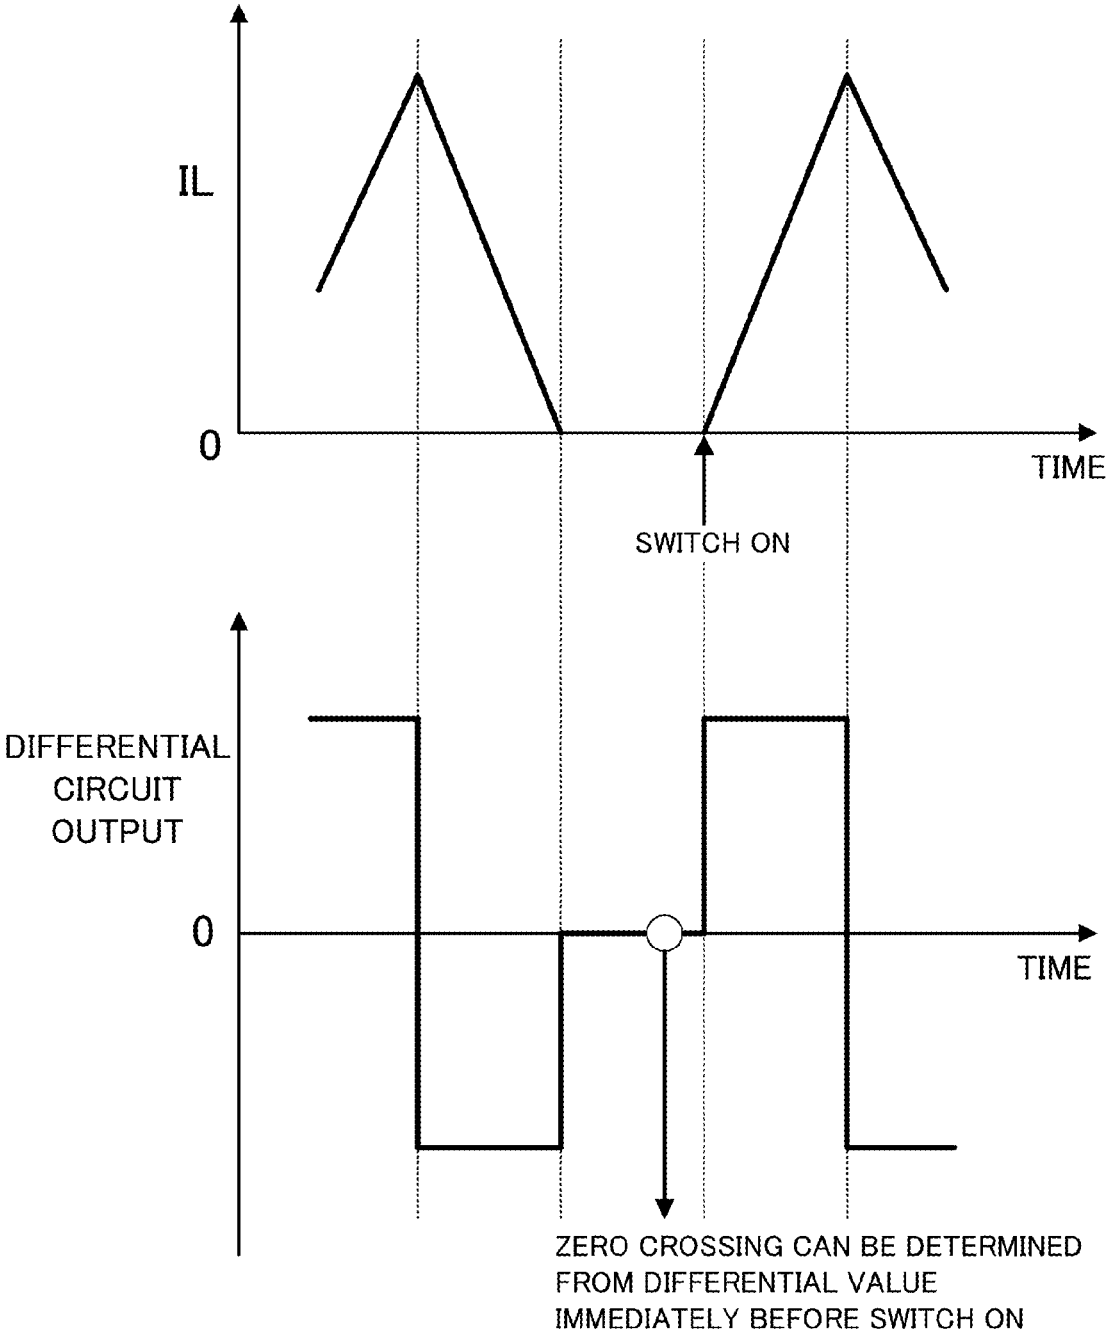 IL
0
TIME
SWITCH ON
DIFFERENTIAL
CIRCUIT
OUTPUT
0
TIME
ZERO CROSSING CAN BE DETERMINED
FROM DIFFERENTIAL VALUE
IMMEDIATELY BEFORE SWITCH ON